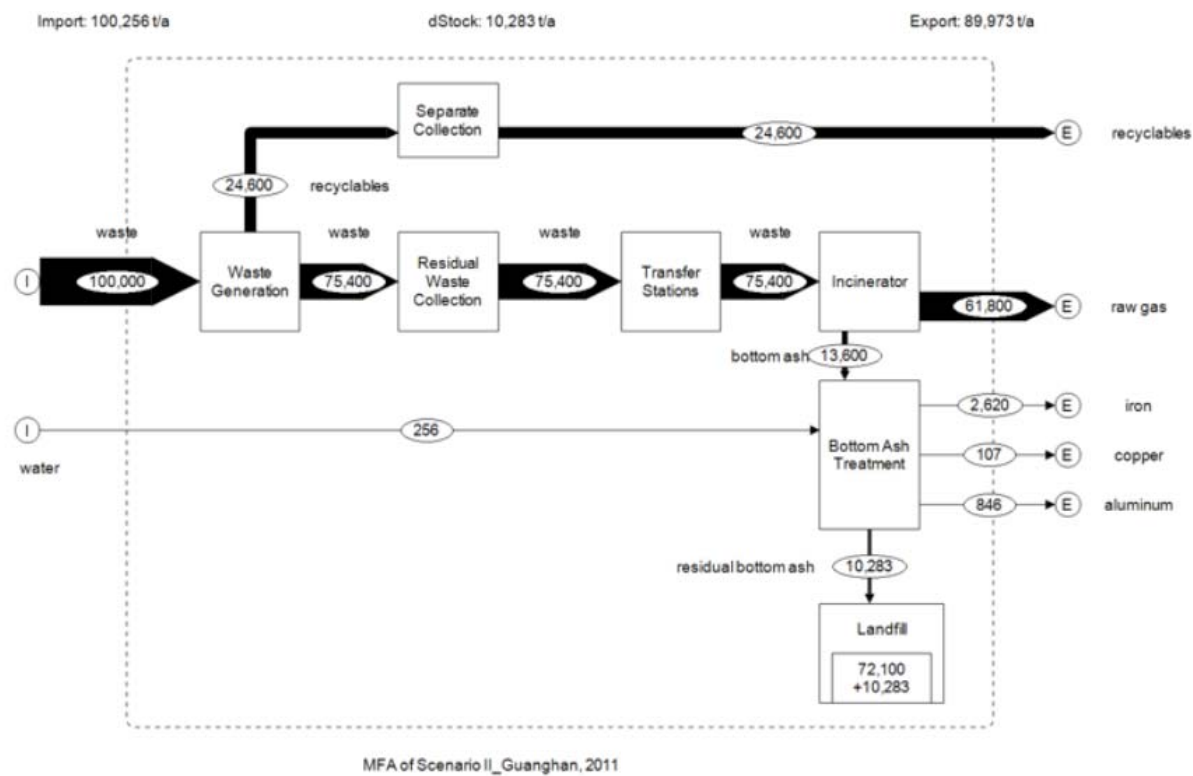 Import: 100,256 t/a
dStock: 10,283 t/a
Export: 89,973 t/a
Separate
Collection
24,600
E
recyclables
24,600
recyclables
waste
waste
waste
waste
I
100,000
Waste
Generation
75,400
Residual
Waste
Collection
75,400
Transfer
Stations
75,400
Incinerator
61,800
E
raw gas
bottom ash
13,600
2,620
E
iron
I
256
water
Bottom Ash
Treatment
107
E
copper
846
E
aluminum
residual bottom ash
10,283
Landfill
72,100
+10,283
MFA of Scenario II_Guanghan, 2011